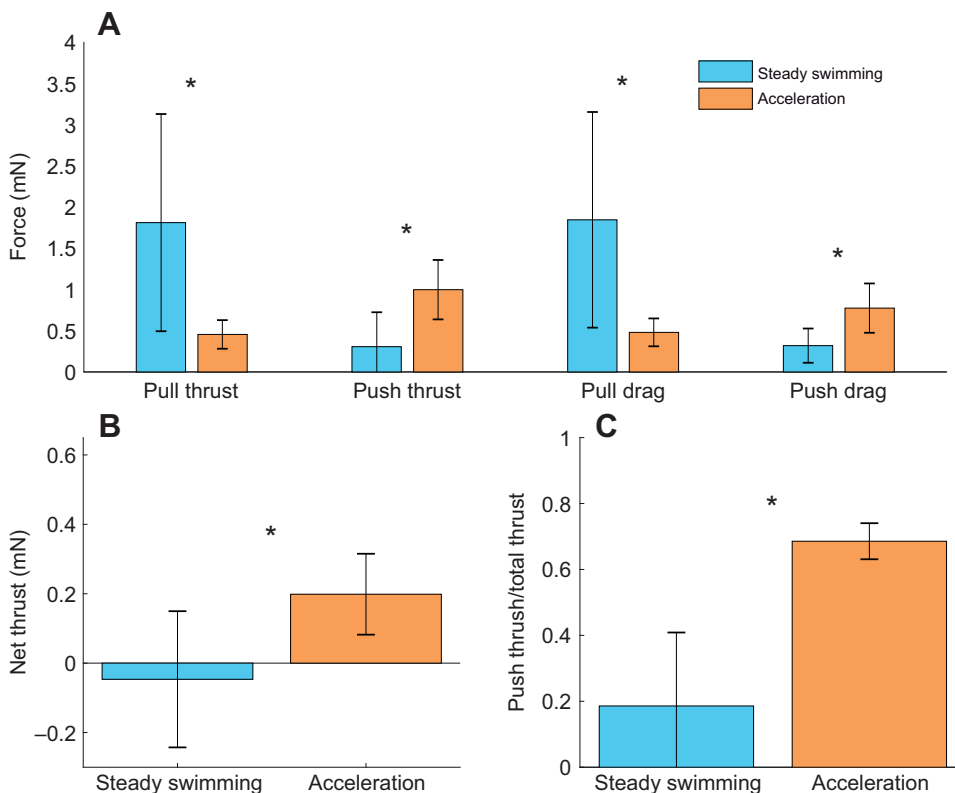 A
Force (mN)
4
3.5
3
2.5
2
1.5
1
0.5
0
*
*
*
*
Steady swimming
Acceleration
Pull thrust
Push thrust
Pull drag
Push drag
B
Net thrust (mN)
0.6
0.4
0.2
0
–0.2
*
Steady swimming
Acceleration
C
Push thrush/total thrust
1
0.8
0.6
0.4
0.2
0
*
Steady swimming
Acceleration